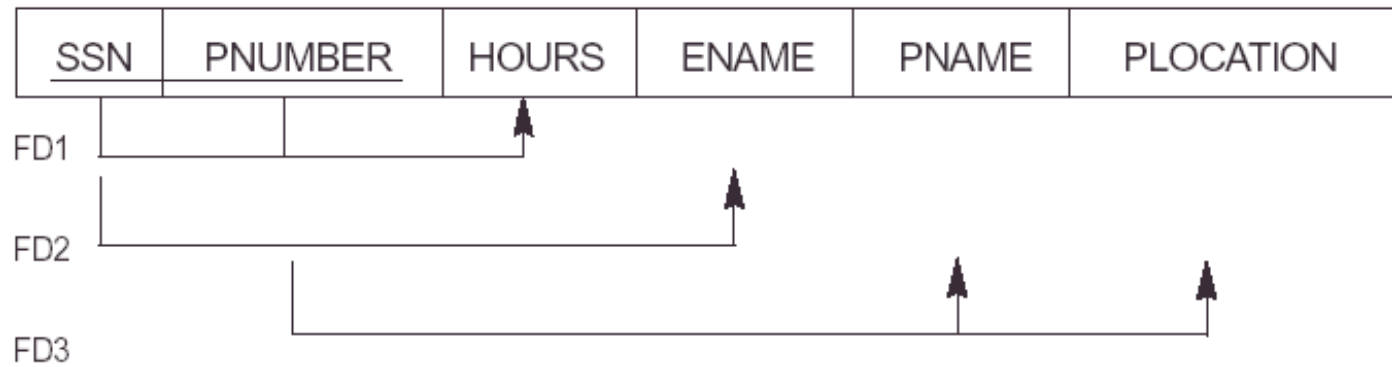 SSN PNUMBER HOURS ENAME PNAME PLOCATION
FD1
FD2
FD3